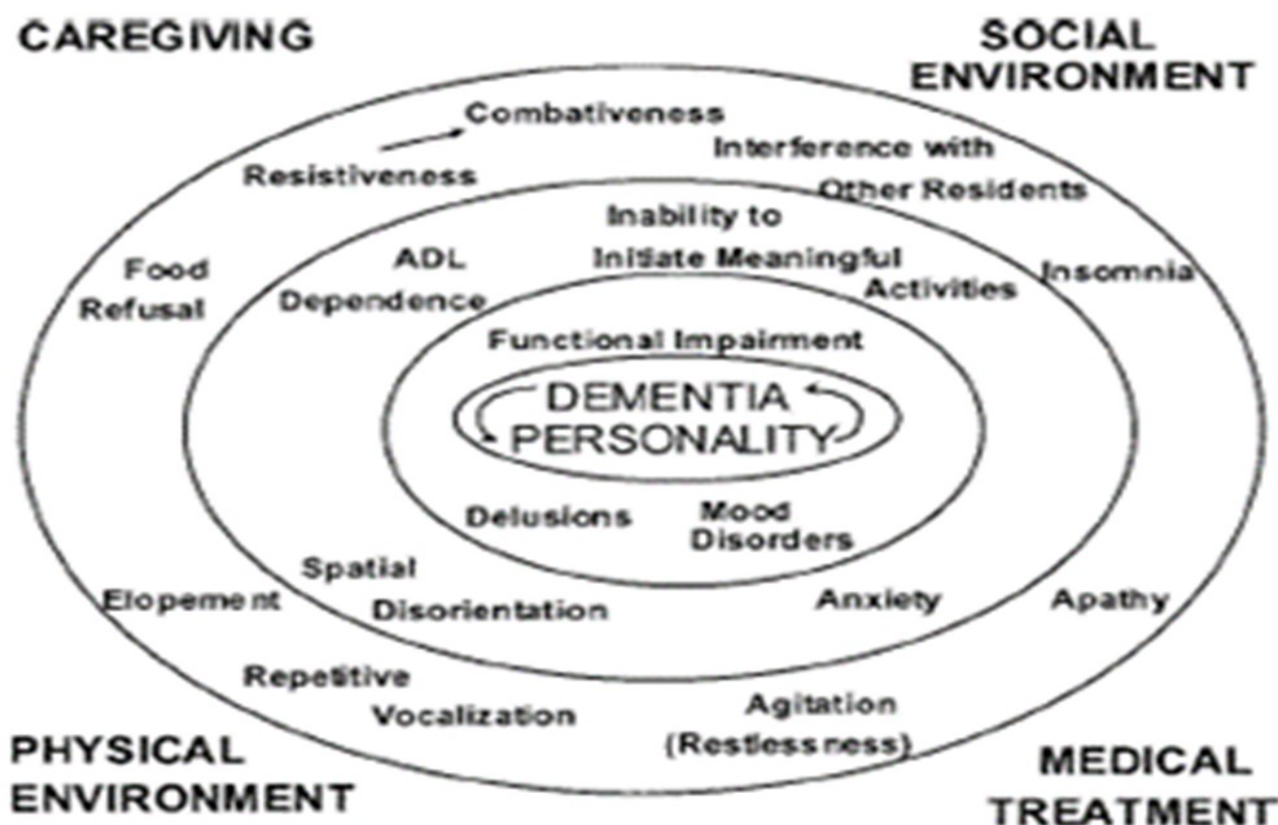 CAREGIVING
SOCIAL
ENVIRONMENT
Combativeness
Interference with
Resistiveness
Other Residents
Inability to
ADL
Initiate Meaningful
Food
Insomnia
Refusal
Dependence
Activities
Functional Impairment
DEMENTIA
PERSONALITY
Delusions
Mood
Disorders
Spatial
Elopement
Disorientation
Anxiety
Apathy
Repetitive
Vocalization
Agitation
(Restlessness)
PHYSICAL
ENVIRONMENT
MEDICAL
TREATMENT